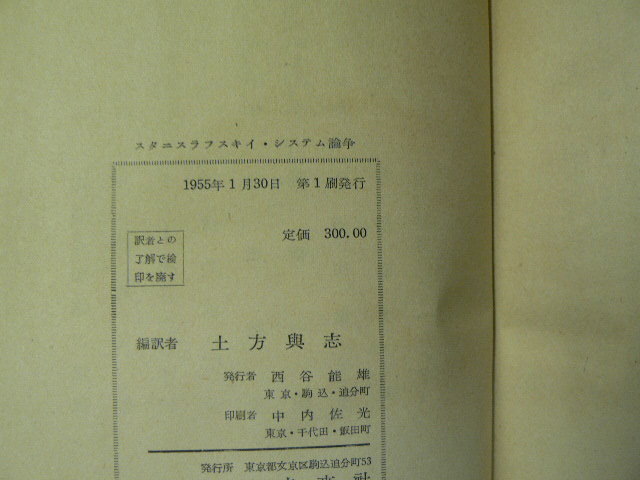 スタニスラフスキイ・システム論争
1955年1月30日 第1刷発行
定価 300.00
訳者との
了解で検
印を廃す
編訳者 土方與志
発行者 西谷能雄
東京・駒込・追分町
印刷者 中内佐光
東京・千代田・飯田町
発行所 東京都文京区駒込追分町53